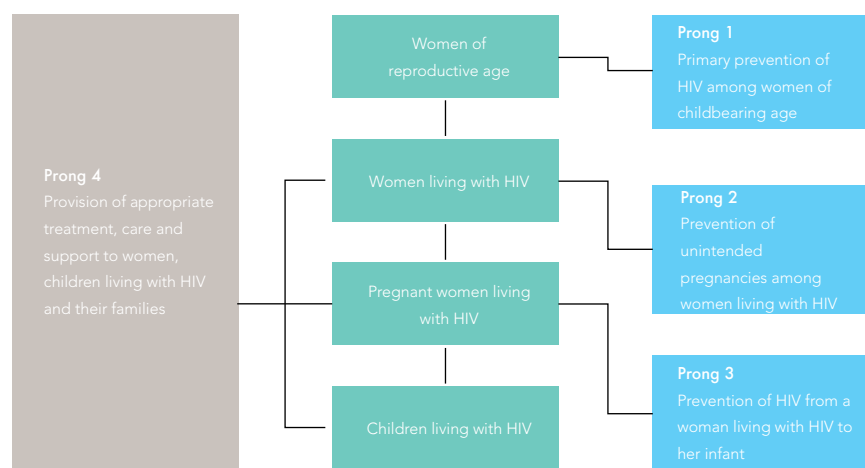 Prong 4
Provision of appropriate
treatment, care and
support to women,
children living with HIV
and their families
Women of
reproductive age
Women living with HIV
Pregnant women living
with HIV
Children living with HIV
Prong 1
Primary prevention of
HIV among women of
childbearing age
Prong 2
Prevention of
unintended
pregnancies among
women living with HIV
Prong 3
Prevention of HIV from a
woman living with HIV to
her infant